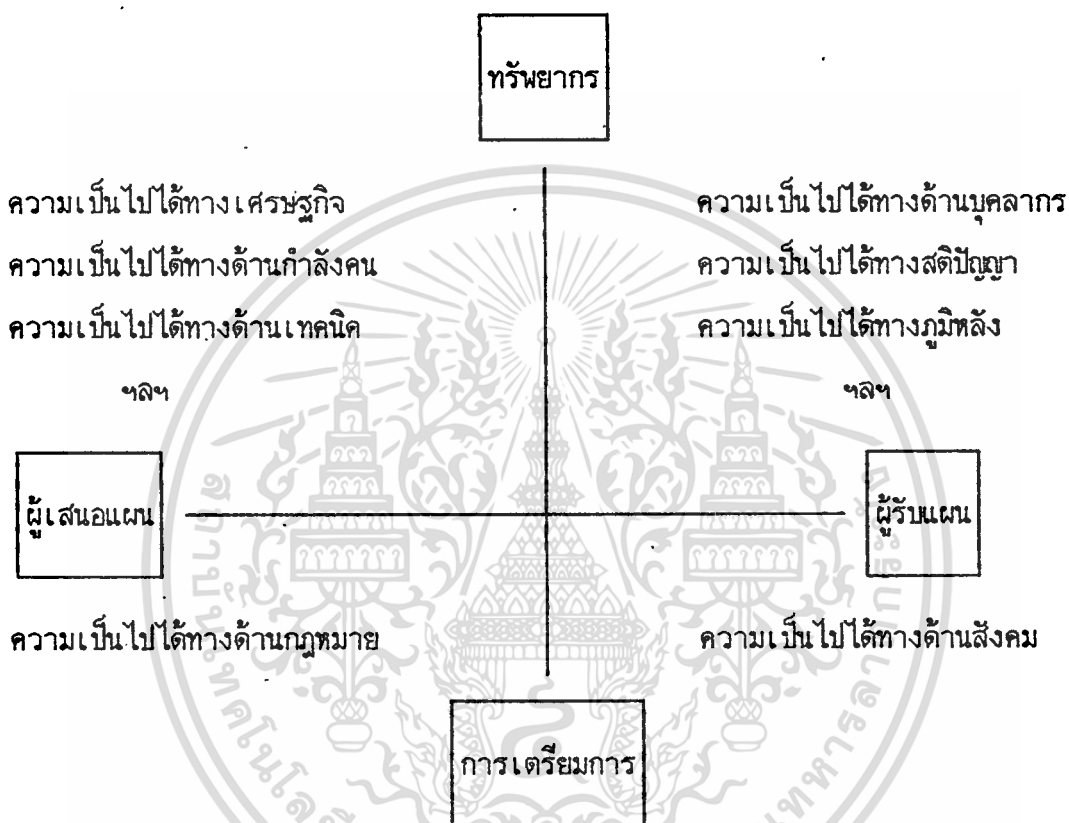 ทรัพยากร
ความเป็นไปได้ทางเศรษฐกิจ
ความเป็นไปได้ทางด้านบุคลากร
ความเป็นไปได้ทางด้านกำลังคน
ความเป็นไปได้ทางสติปัญญา
ความเป็นไปได้ทางด้านเทคนิค
ความเป็นไปได้ทางภูมิหลัง
ฯลฯ
ฯลฯ
ผู้เสนอแผน
ผู้รับแผน
ความเป็นไปได้ทางด้านกฎหมาย
ความเป็นไปได้ทางด้านสังคม
การเตรียมการ